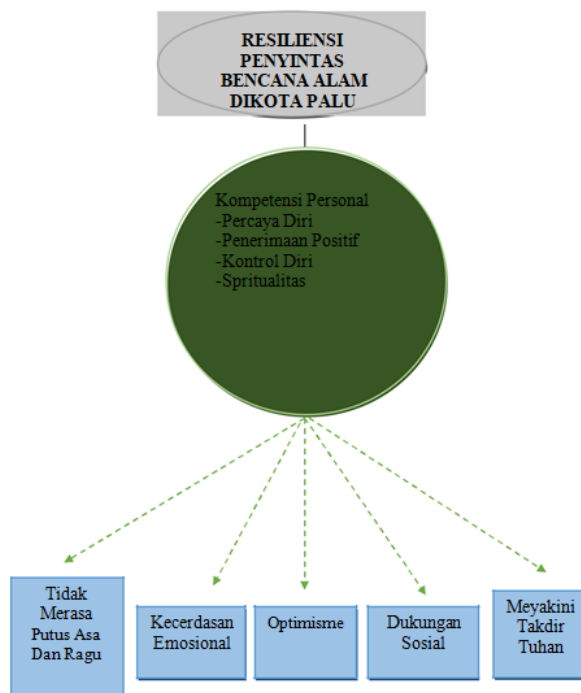 RESILIENSI
PENYINTAS
BENCANA ALAM
DIKOTA PALU
Kompetensi Personal
-Percaya Diri
-Penerimaan Positif
-Kontrol Diri
-Spritualitas
Tidak
Merasa
Putus Asa
Dan Ragu
Kecerdasan
Emosional
Optimisme
Dukungan
Sosial
Meyakini
Takdir
Tuhan